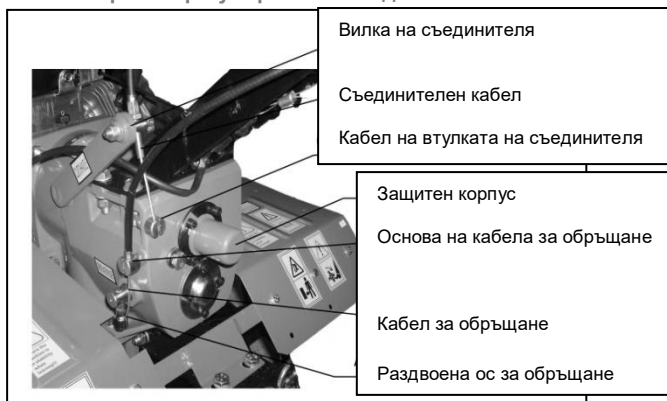 Вилка на съединителя
Съединителен кабел
Кабел на втулката на съединителя
Защитен корпус
Основа на кабела за обръщане
Кабел за обръщане
Раздвоена ос за обръщане